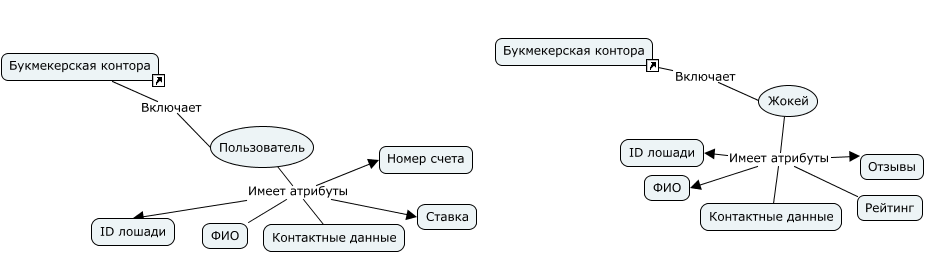 Букмекерская контора
Включает
Пользователь
Номер счета
Имеет атрибуты
ID лошади
ФИО
Контактные данные
Ставка
Букмекерская контора
Включает
Жокей
ID лошади
Имеет атрибуты
Отзывы
ФИО
Контактные данные
Рейтинг